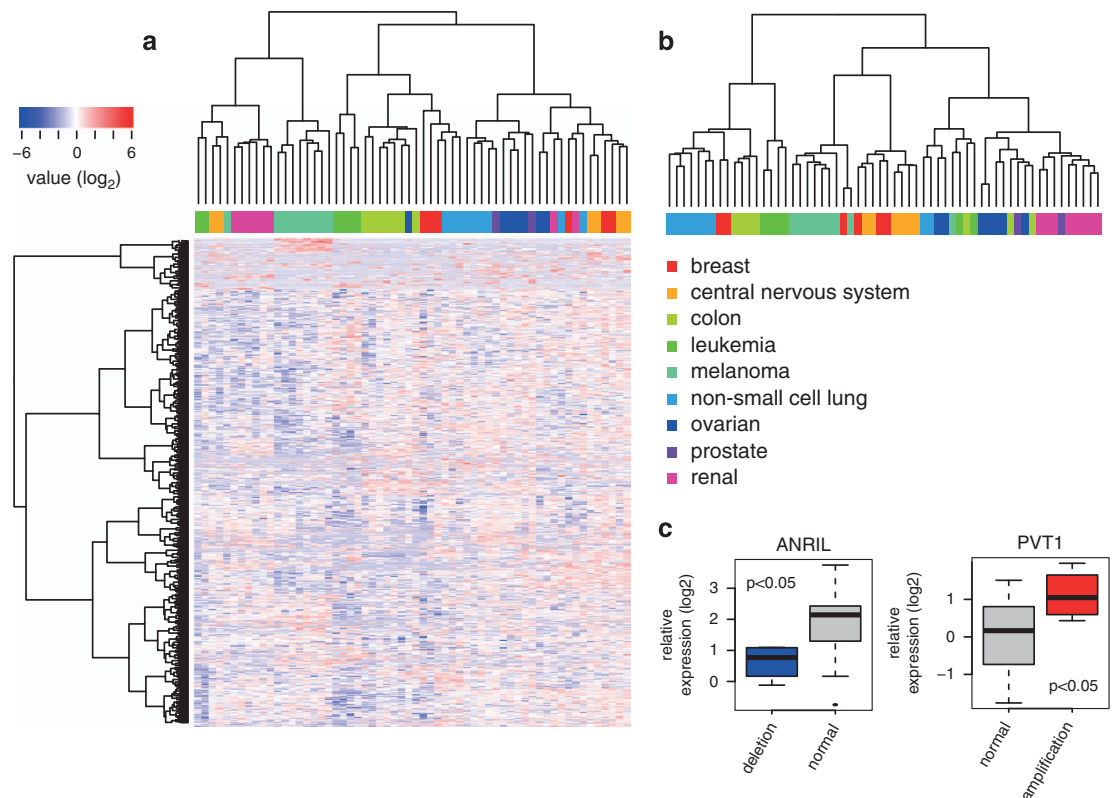 a
−6 0 6
value (log2)
b
breast
central nervous system
colon
leukemia
melanoma
non-small cell lung
ovarian
prostate
renal
c
ANRIL
p<0.05
relative
expression (log2)
3
2
1
0
deletion
normal
PVT1
relative
expression (log2)
1
0
−1
p<0.05
normal
amplification